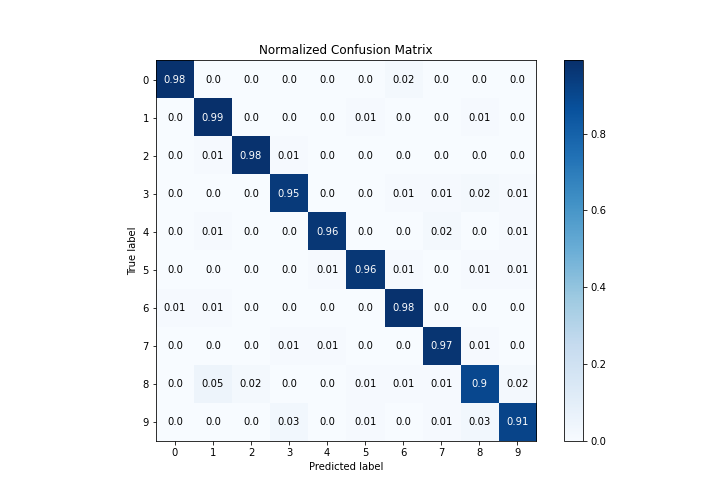 Normalized Confusion Matrix
0 0.98 0.0 0.0 0.0 0.0 0.0 0.02 0.0 0.0 0.0
1 0.0 0.99 0.0 0.0 0.0 0.01 0.0 0.0 0.01 0.0
2 0.0 0.01 0.98 0.01 0.0 0.0 0.0 0.0 0.0 0.0
3 0.0 0.0 0.0 0.95 0.0 0.0 0.01 0.01 0.02 0.01
4 0.0 0.01 0.0 0.0 0.96 0.0 0.0 0.02 0.0 0.01
5 0.0 0.0 0.0 0.0 0.01 0.96 0.01 0.0 0.01 0.01
6 0.01 0.01 0.0 0.0 0.0 0.0 0.98 0.0 0.0 0.0
7 0.0 0.0 0.0 0.01 0.01 0.0 0.0 0.97 0.01 0.0
8 0.0 0.05 0.02 0.0 0.0 0.01 0.01 0.01 0.9 0.02
9 0.0 0.0 0.0 0.03 0.0 0.01 0.0 0.01 0.03 0.91
0 1 2 3 4 5 6 7 8 9
Predicted label
True label
0.8
0.6
0.4
0.2
0.0